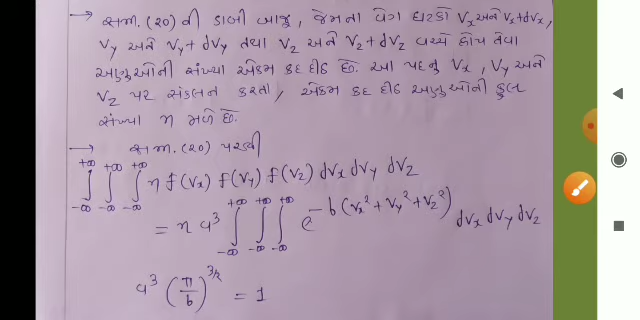 → સમી. (૨૦) ની ડાબી બાજુ, જેમના વેગ ઘટકો Vx અને Vx+dVx,
Vy અને Vy + dVy તથા Vz અને Vz + dVz વચ્ચે હોય તેવા
અણુઓની સંખ્યા એકમ કદ દીઠ છે. આ પદનુ Vx, Vy અને
Vz પર સંકલન કરતા, એકમ કદ દીઠ અણુઓની કુલ
સંખ્યા n મળે છે.
→ સમી. (૨૦) પરથી
∫_{-∞}^{+∞} ∫_{-∞}^{+∞} ∫_{-∞}^{+∞} n f(Vx) f(Vy) f(Vz) dVx dVy dVz
= n a³ ∫_{-∞}^{+∞} ∫_{-∞}^{+∞} ∫_{-∞}^{+∞} e^{-b(Vx²+Vy²+Vz²)} dVx dVy dVz
a³ (π/b)^{3/2} = 1